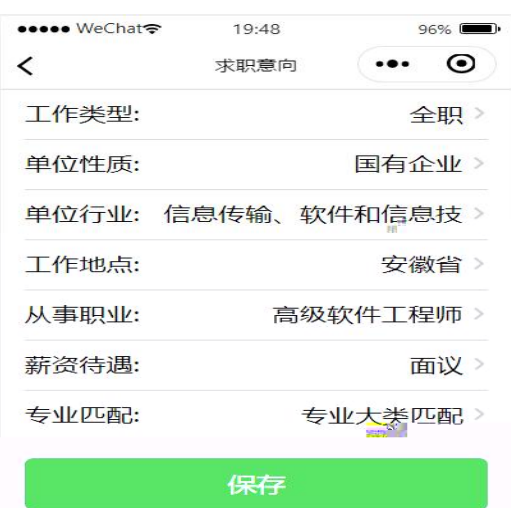 ●●●●● WeChat 19:48 96%
求职意向
工作类型: 全职
单位性质: 国有企业
单位行业: 信息传输、软件和信息技
工作地点: 安徽省
从事职业: 高级软件工程师
薪资待遇: 面议
专业匹配: 专业大类匹配
保存